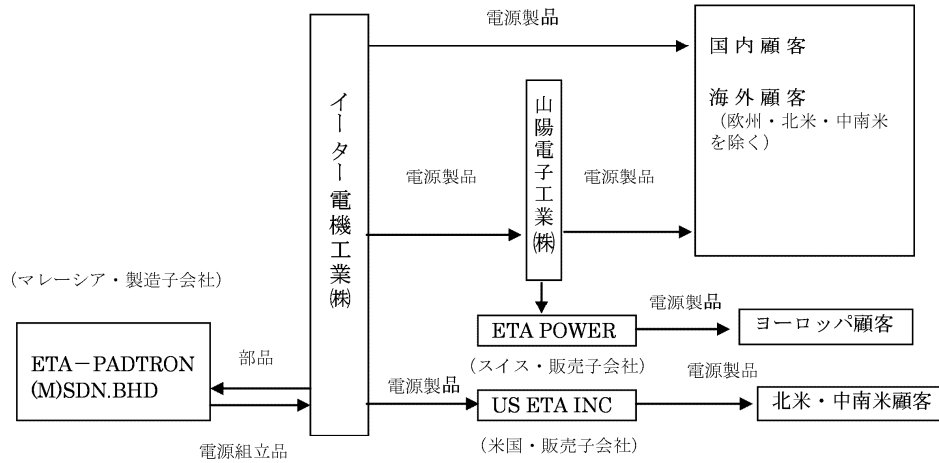 電源製品
国内顧客
海外顧客
(欧州・北米・中南米
を除く)
イーター電機工業㈱
山陽電子工業㈱
電源製品
電源製品
(マレーシア・製造子会社)
ETA－PADTRON
(M)SDN.BHD
部品
電源組立品
ETA POWER
(スイス・販売子会社)
電源製品
ヨーロッパ顧客
電源製品
US ETA INC
(米国・販売子会社)
電源製品
北米・中南米顧客